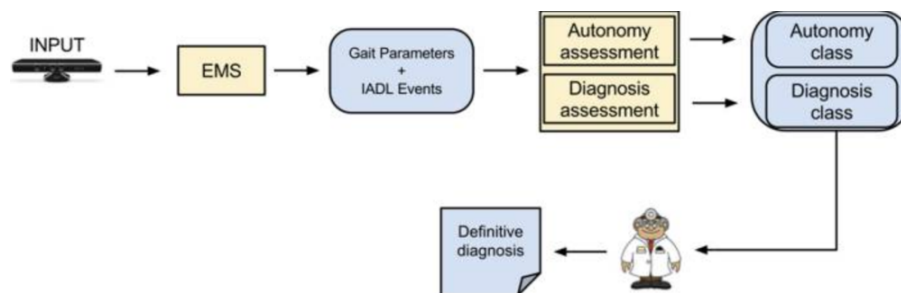 INPUT
EMS
Gait Parameters
+
IADL Events
Autonomy
assessment
Diagnosis
assessment
Autonomy
class
Diagnosis
class
Definitive
diagnosis